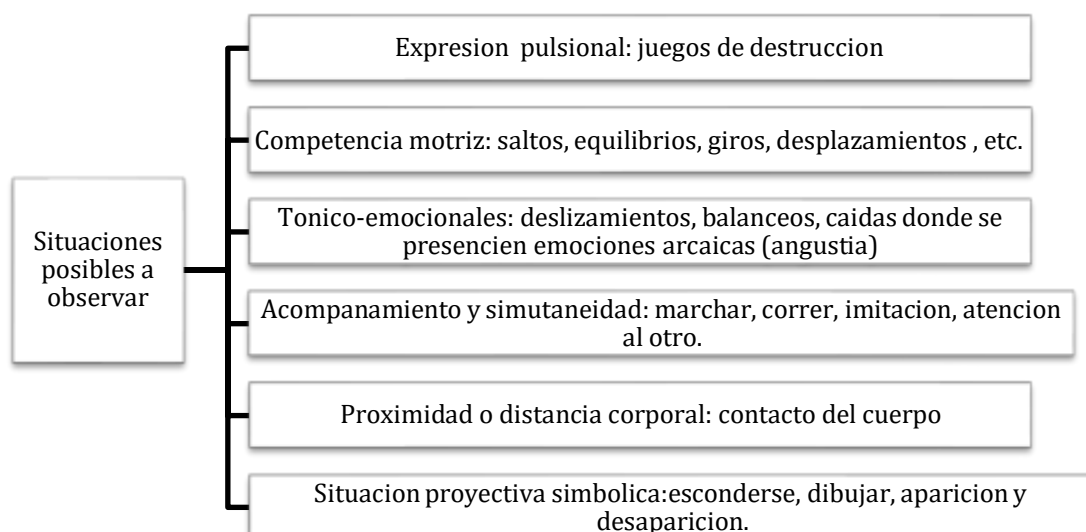 Expresion pulsional: juegos de destruccion
Competencia motriz: saltos, equilibrios, giros, desplazamientos , etc.
Tonico-emocionales: deslizamientos, balanceos, caidas donde se
presencien emociones arcaicas (angustia)
Situaciones
posibles a
observar
Acompanamiento y simutaneidad: marchar, correr, imitacion, atencion
al otro.
Proximidad o distancia corporal: contacto del cuerpo
Situacion proyectiva simbolica:esconderse, dibujar, aparicion y
desaparicion.